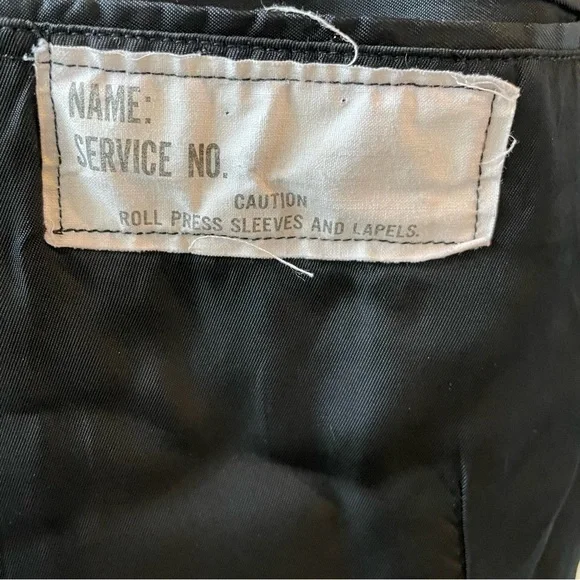 NAME:
SERVICE NO.
CAUTION
ROLL PRESS SLEEVES AND LAPELS.